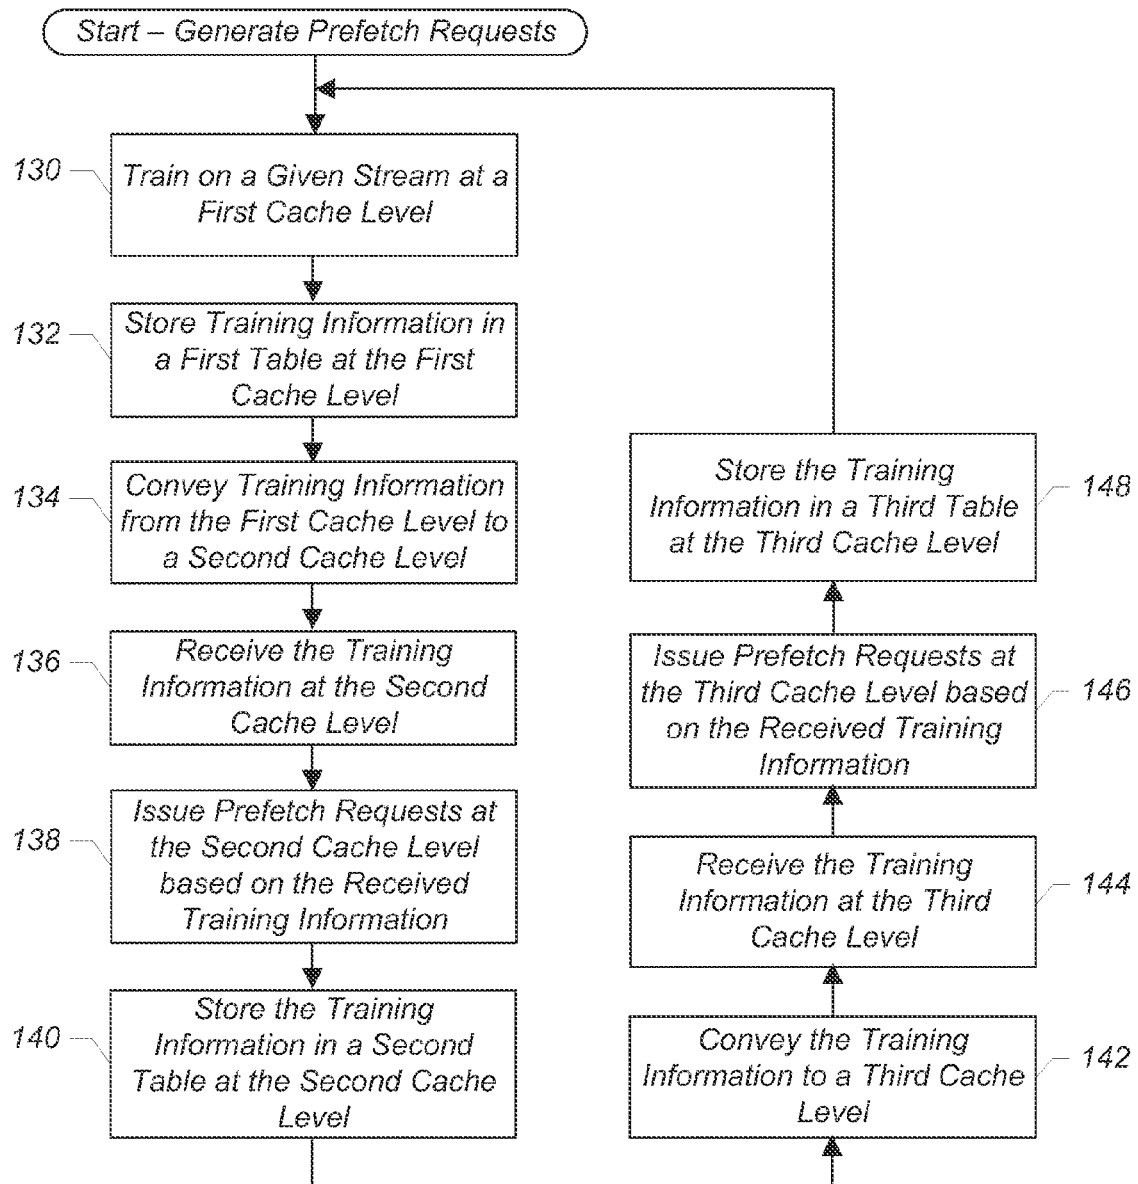 Start – Generate Prefetch Requests
130
Train on a Given Stream at a
First Cache Level
132
Store Training Information in
a First Table at the First
Cache Level
134
Convey Training Information
from the First Cache Level to
a Second Cache Level
136
Receive the Training
Information at the Second
Cache Level
138
Issue Prefetch Requests at
the Second Cache Level
based on the Received
Training Information
140
Store the Training
Information in a Second
Table at the Second Cache
Level
142
Convey the Training
Information to a Third Cache
Level
144
Receive the Training
Information at the Third
Cache Level
146
Issue Prefetch Requests at
the Third Cache Level based
on the Received Training
Information
148
Store the Training
Information in a Third Table
at the Third Cache Level